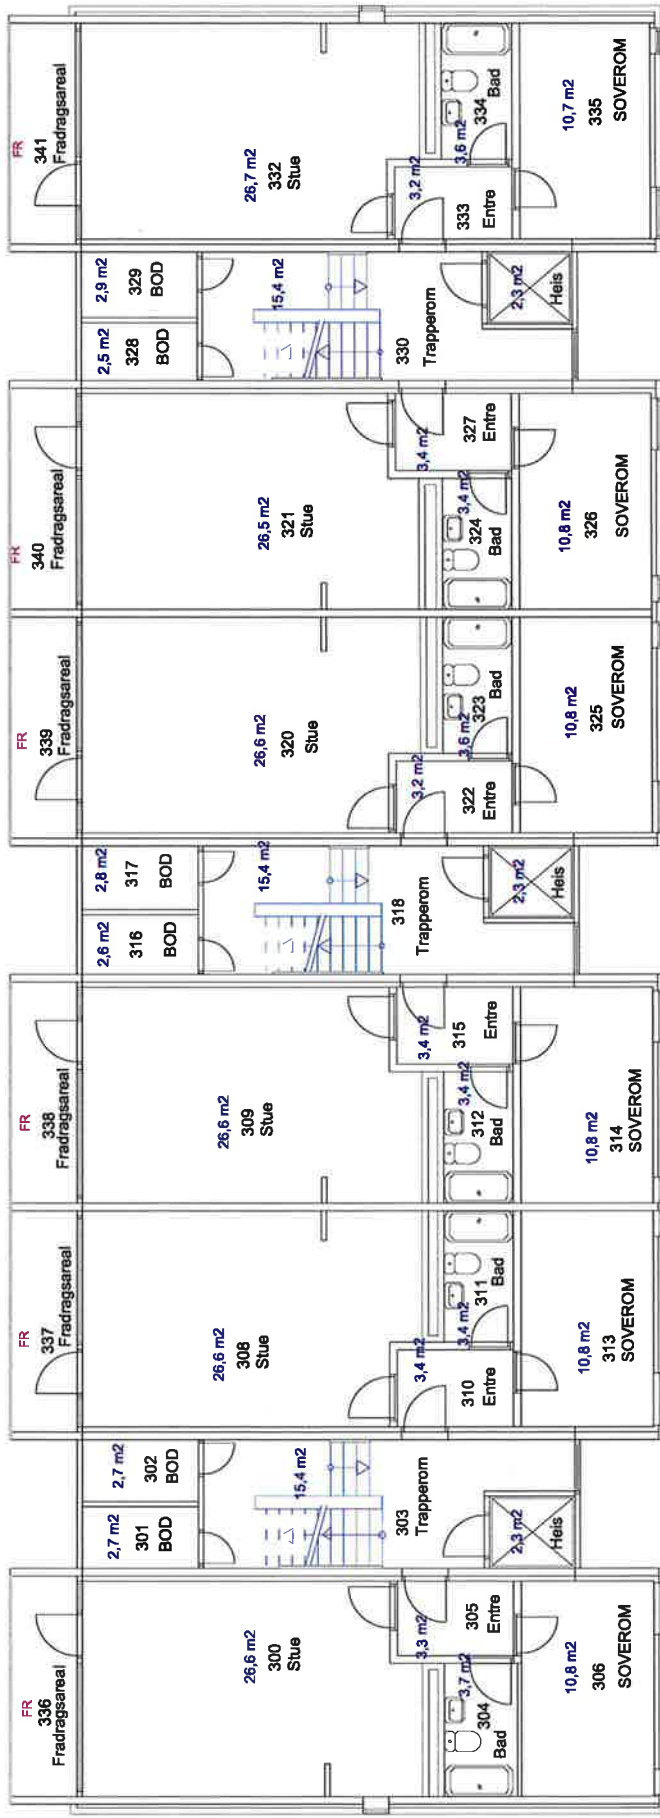 FR
336
Fradragsareal
FR
337
Fradragsareal
FR
338
Fradragsareal
FR
339
Fradragsareal
FR
340
Fradragsareal
FR
341
Fradragsareal
2,7 m2
301
BOD
2,7 m2
302
BOD
2,6 m2
316
BOD
2,8 m2
317
BOD
2,5 m2
328
BOD
2,9 m2
329
BOD
26,6 m2
300
Stue
15,4 m2
26,6 m2
308
Stue
26,6 m2
309
Stue
15,4 m2
26,6 m2
320
Stue
26,5 m2
321
Stue
15,4 m2
26,7 m2
332
Stue
303
Trapperom
318
Trapperom
330
Trapperom
3,7 m2
304
Bad
3,3 m2
305
Entre
2,3 m2
Heis
3,4 m2
310
Entre
3,4 m2
311
Bad
3,4 m2
312
Bad
3,4 m2
315
Entre
2,3 m2
Heis
3,2 m2
322
Entre
3,6 m2
323
Bad
3,4 m2
324
Bad
3,4 m2
327
Entre
2,3 m2
Heis
3,2 m2
333
Entre
3,6 m2
334
Bad
10,8 m2
306
SOVEROM
10,8 m2
313
SOVEROM
10,8 m2
314
SOVEROM
10,8 m2
325
SOVEROM
10,8 m2
326
SOVEROM
10,7 m2
335
SOVEROM